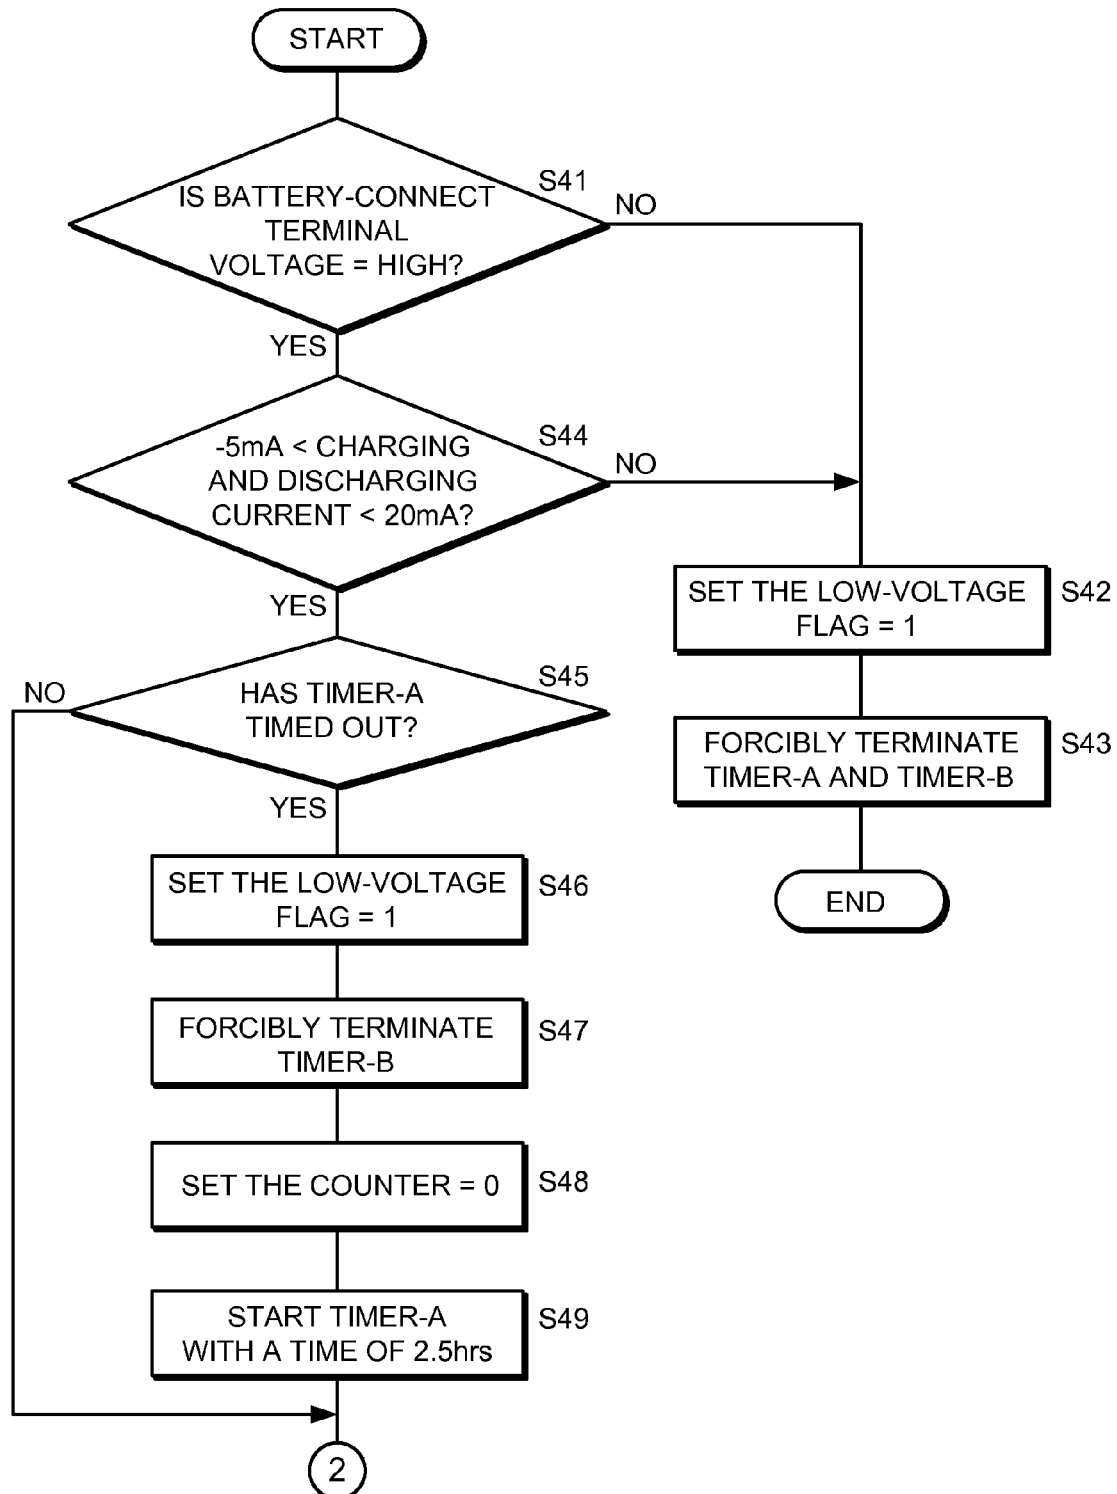 START
IS BATTERY-CONNECT
TERMINAL
VOLTAGE = HIGH?
S41
NO
YES
-5mA < CHARGING
AND DISCHARGING
CURRENT < 20mA?
S44
NO
YES
SET THE LOW-VOLTAGE
FLAG = 1
S42
HAS TIMER-A
TIMED OUT?
S45
NO
YES
FORCIBLY TERMINATE
TIMER-A AND TIMER-B
S43
END
SET THE LOW-VOLTAGE
FLAG = 1
S46
FORCIBLY TERMINATE
TIMER-B
S47
SET THE COUNTER = 0
S48
START TIMER-A
WITH A TIME OF 2.5hrs
S49
2